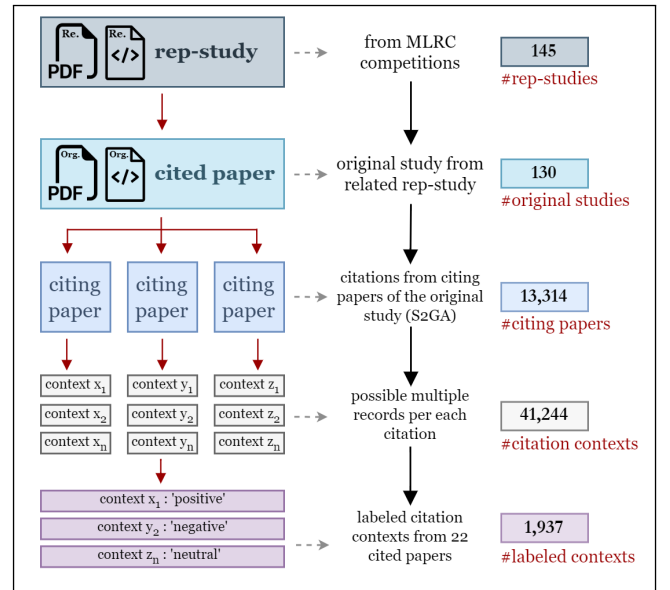 Re.
PDF
Re.
</>
rep-study
from MLRC
competitions
145
#rep-studies
Org.
PDF
Org.
</>
cited paper
original study from
related rep-study
130
#original studies
citing
paper
citing
paper
citing
paper
citations from citing
papers of the original
study (S2GA)
13,314
#citing papers
context x₁
context y₁
context z₁
context x₂
context y₂
context z₂
context xₙ
context yₙ
context zₙ
possible multiple
records per each
citation
41,244
#citation contexts
context x₁ : 'positive'
context y₂ : 'negative'
context zₙ : 'neutral'
labeled citation
contexts from 22
cited papers
1,937
#labeled contexts